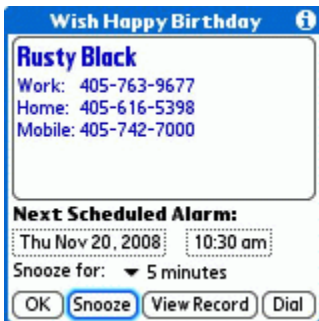 Wish Happy Birthday i
Rusty Black
Work: 405-763-9677
Home: 405-616-5398
Mobile: 405-742-7000
Next Scheduled Alarm:
Thu Nov 20, 2008 10:30 am
Snooze for: 5 minutes
OK Snooze View Record Dial